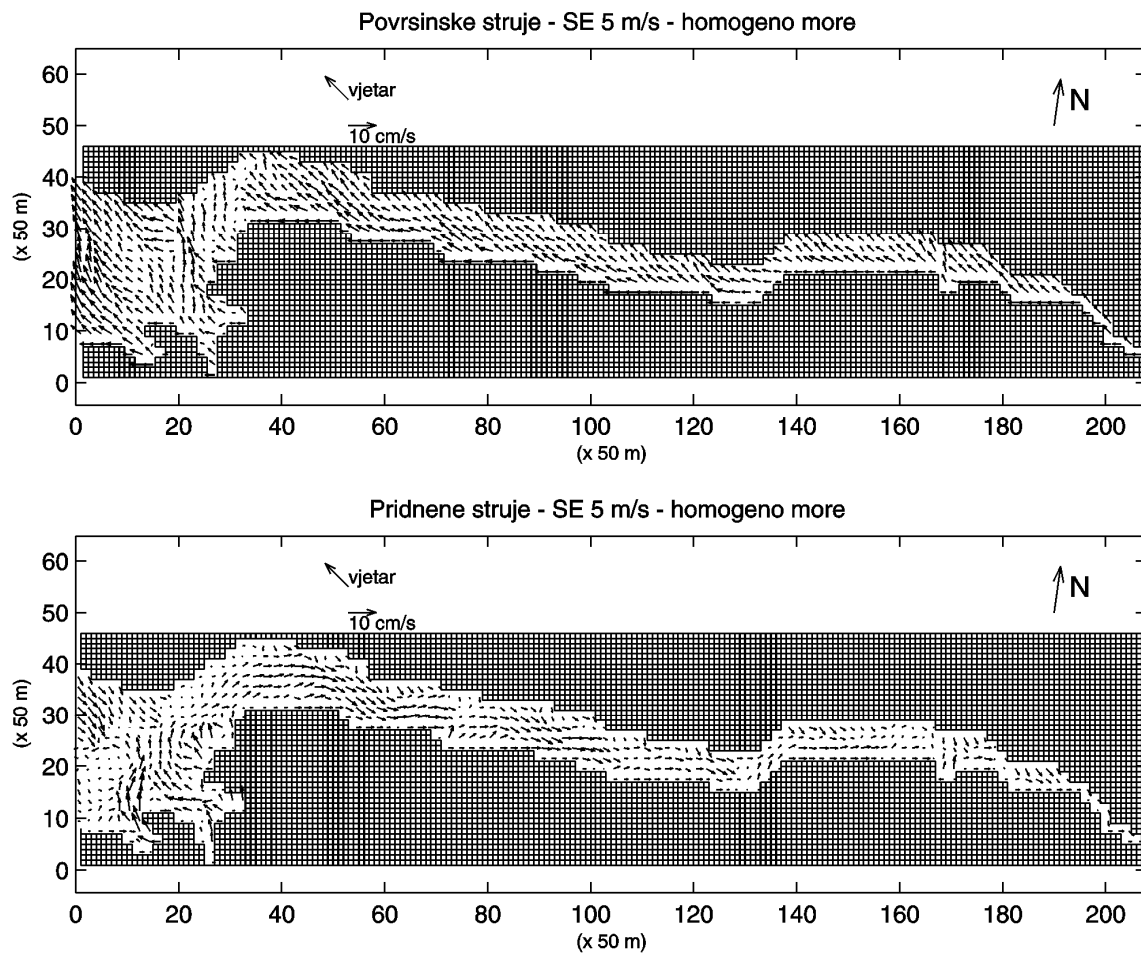 Povrsinske struje - SE 5 m/s - homogeno more
60
50
40
30
20
10
0
(x 50 m)
vjetar
10 cm/s
N
0 20 40 60 80 100 120 140 160 180 200
(x 50 m)
Pridnene struje - SE 5 m/s - homogeno more
60
50
40
30
20
10
0
(x 50 m)
vjetar
10 cm/s
N
0 20 40 60 80 100 120 140 160 180 200
(x 50 m)